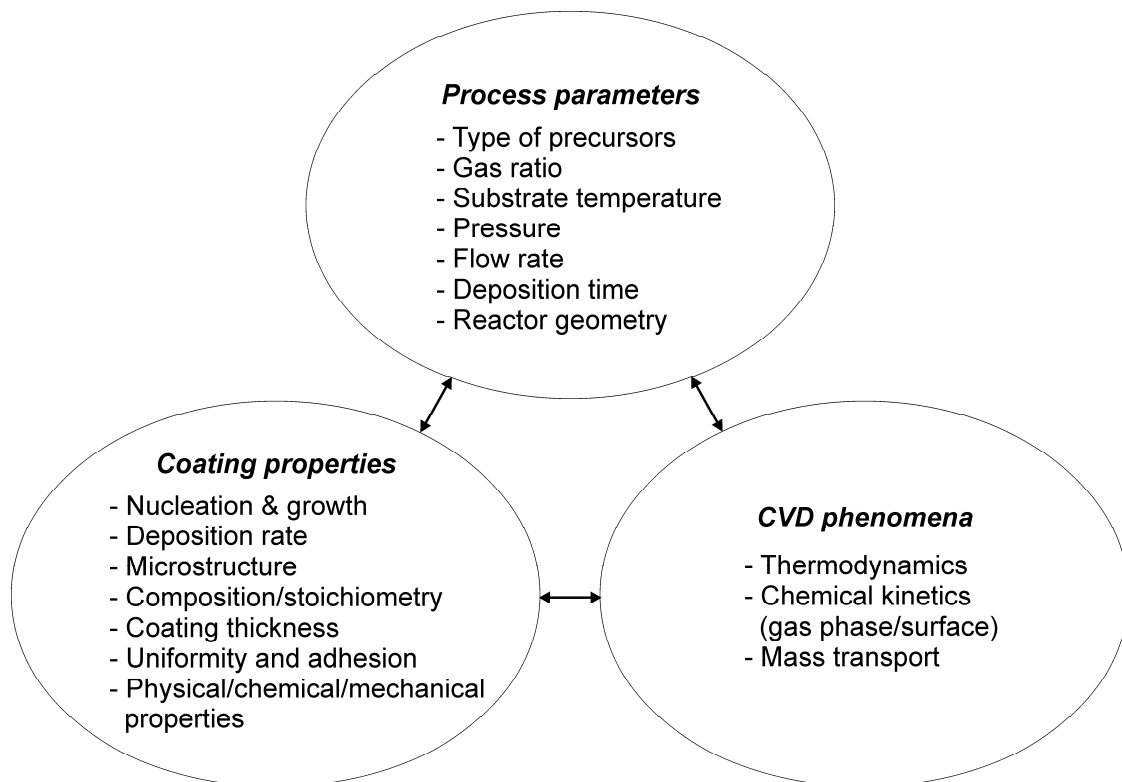 Process parameters
- Type of precursors
- Gas ratio
- Substrate temperature
- Pressure
- Flow rate
- Deposition time
- Reactor geometry
Coating properties
- Nucleation & growth
- Deposition rate
- Microstructure
- Composition/stoichiometry
- Coating thickness
- Uniformity and adhesion
- Physical/chemical/mechanical
properties
CVD phenomena
- Thermodynamics
- Chemical kinetics
(gas phase/surface)
- Mass transport